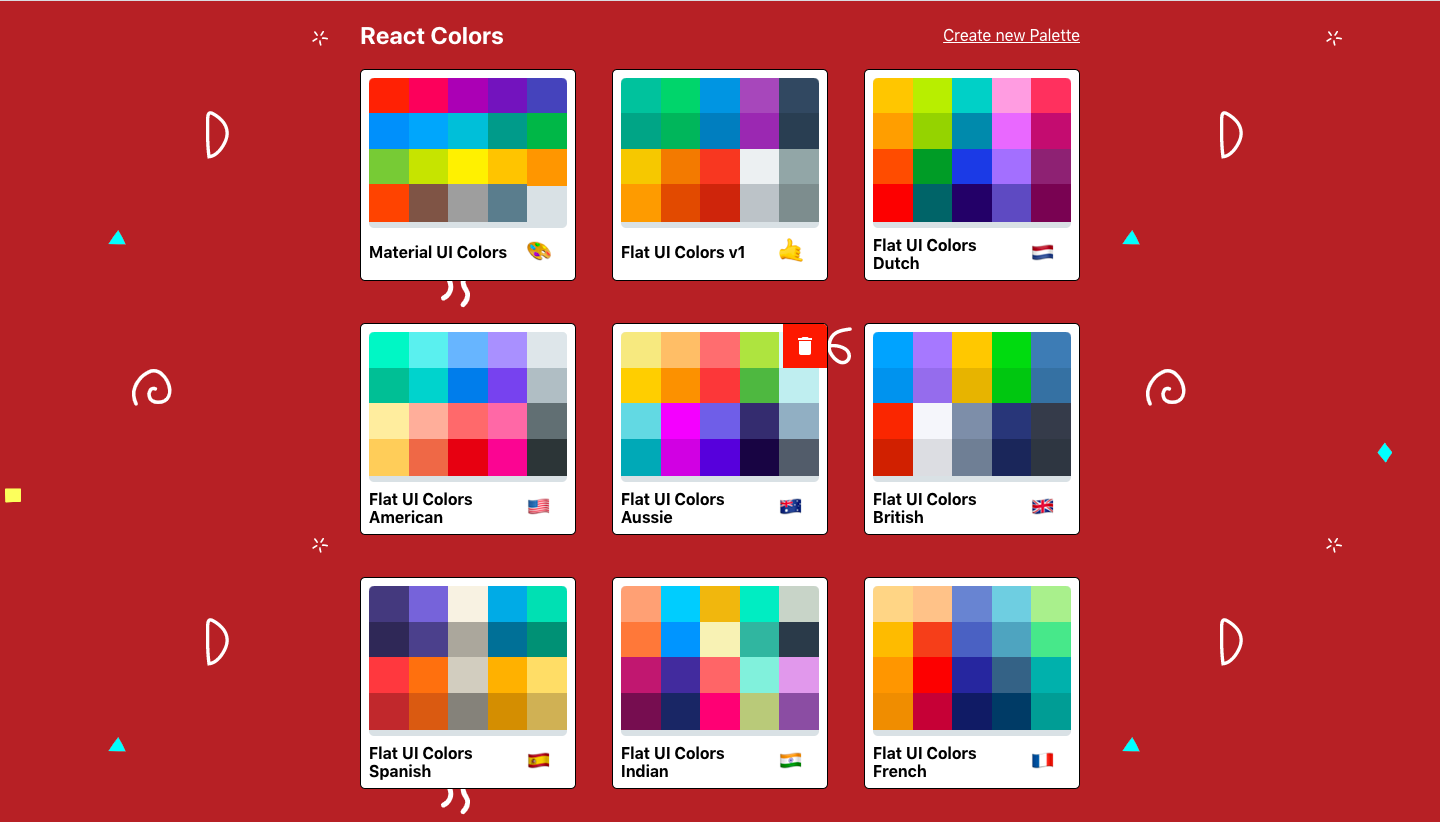 React Colors
Create new Palette
Material UI Colors 🎨
Flat UI Colors v1 🤙
Flat UI Colors
Dutch 🇳🇱
Flat UI Colors
American 🇺🇸
Flat UI Colors
Aussie 🇦🇺
Flat UI Colors
British 🇬🇧
Flat UI Colors
Spanish 🇪🇸
Flat UI Colors
Indian 🇮🇳
Flat UI Colors
French 🇫🇷